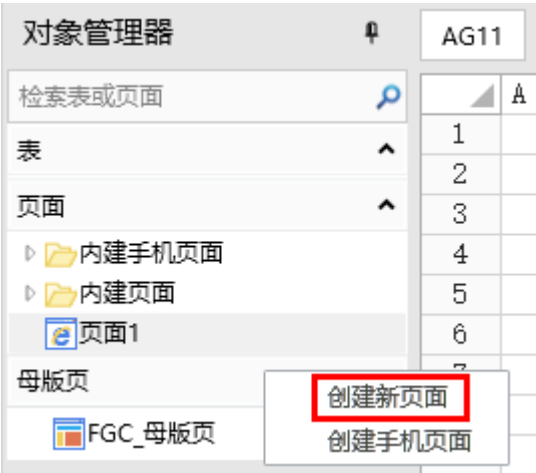 对象管理器
AG11
检索表或页面
A
表
1
2
页面
3
内建手机页面
4
内建页面
5
页面1
6
母版页
创建新页面
FGC_母版页
创建手机页面